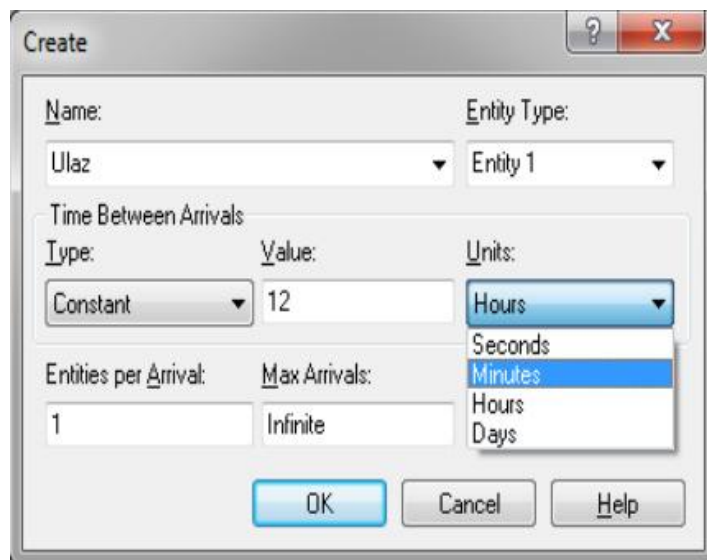 Create
Name: Entity Type:
Ulaz Entity 1
Time Between Arrivals
Type: Value: Units:
Constant 12 Hours
Seconds
Entities per Arrival: Max Arrivals: Minutes
1 Infinite Hours
Days
OK Cancel Help